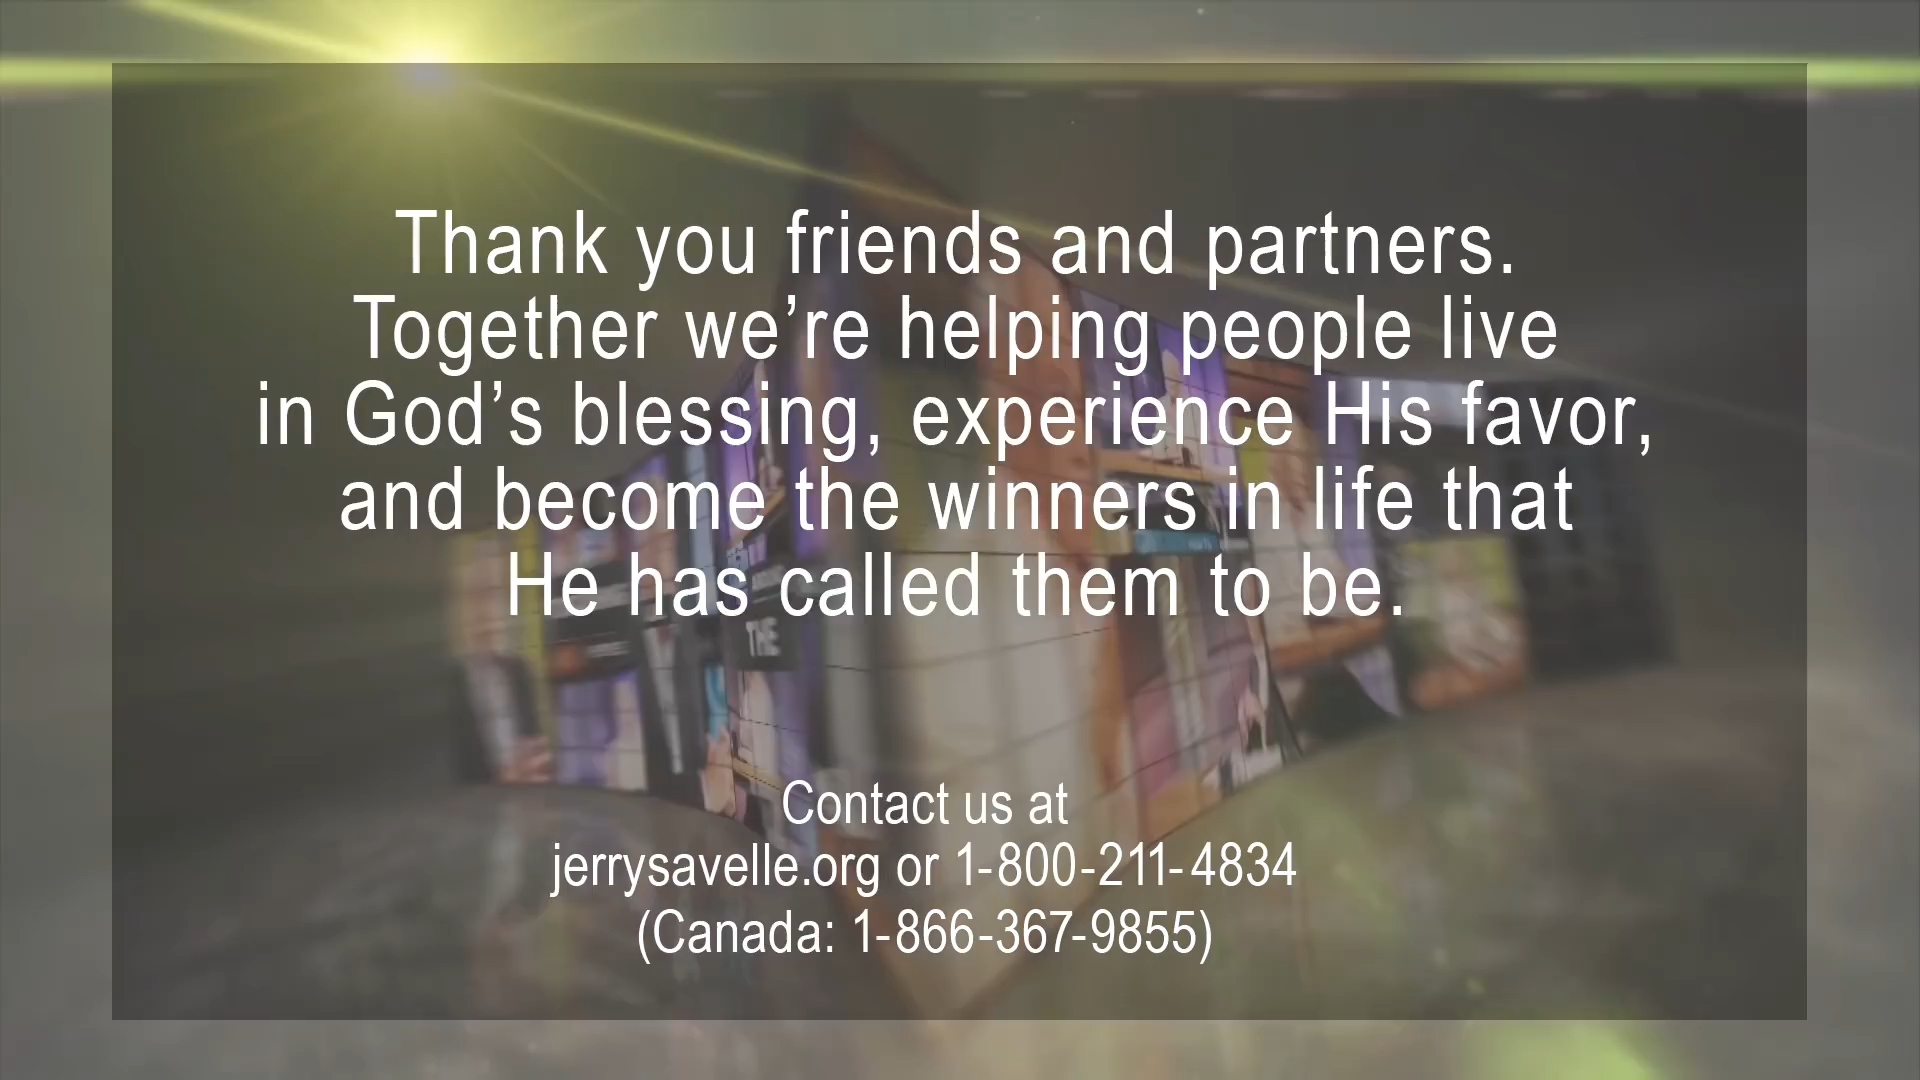 Thank you friends and partners.
Together we’re helping people live
in God’s blessing, experience His favor,
and become the winners in life that
He has called them to be.
THE
Contact us at
jerrysavelle.org or 1-800-211-4834
(Canada: 1-866-367-9855)